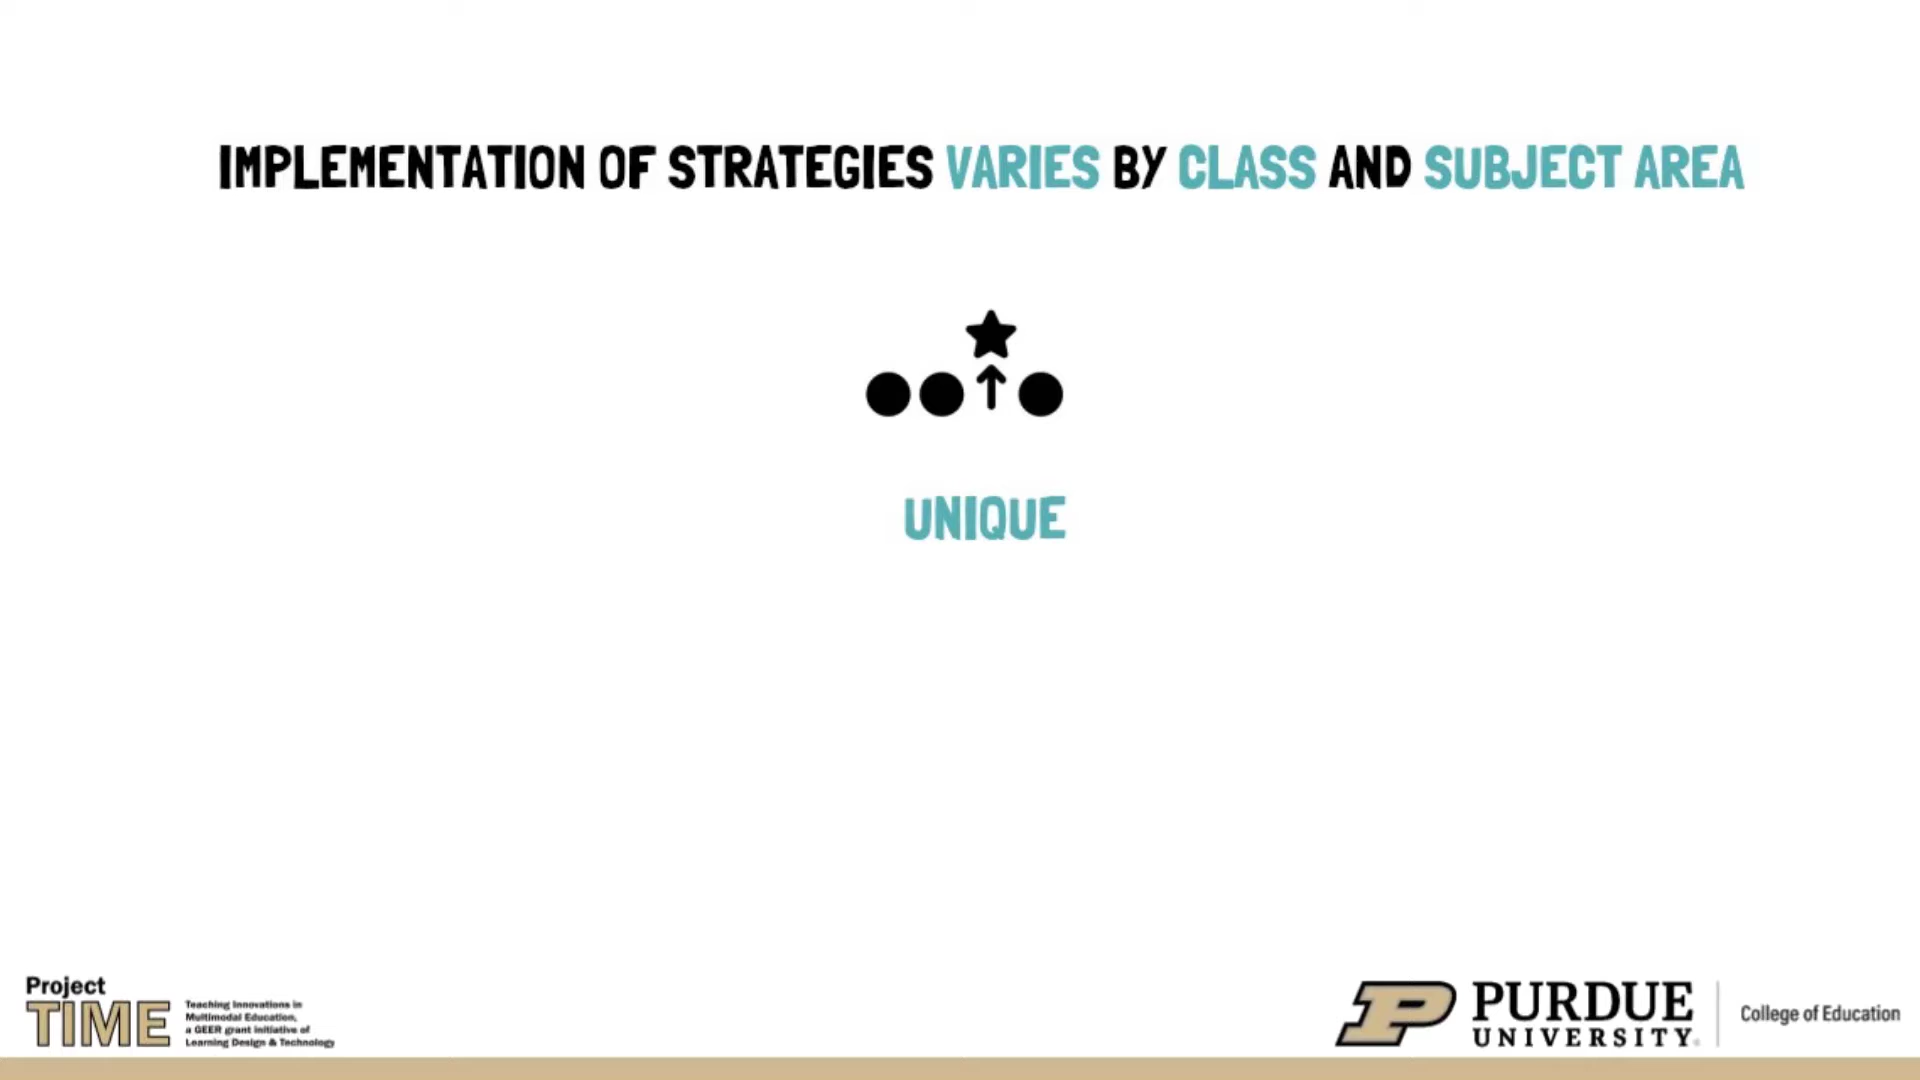 IMPLEMENTATION OF STRATEGIES VARIES BY CLASS AND SUBJECT AREA
UNIQUE
Project
TIME
Teaching Innovations in
Multimodal Education,
a GEER grant initiative of
Learning Design & Technology
P PURDUE
UNIVERSITY®
College of Education